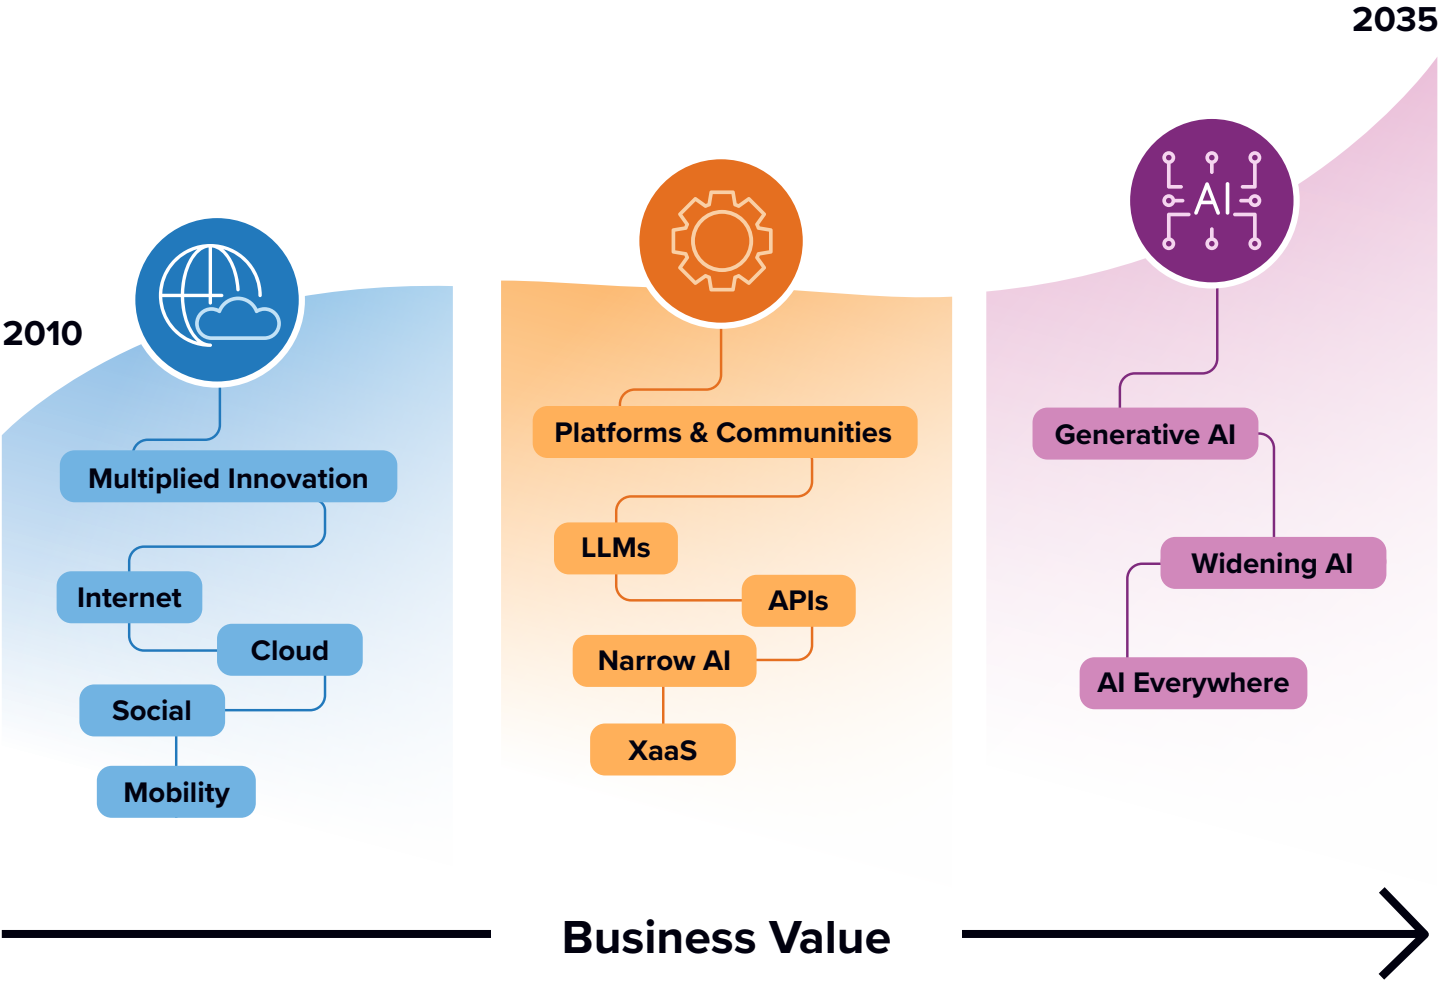 2035
2010
AI
Multiplied Innovation
Internet
Cloud
Social
Mobility
Platforms & Communities
LLMs
APIs
Narrow AI
XaaS
Generative AI
Widening AI
AI Everywhere
Business Value